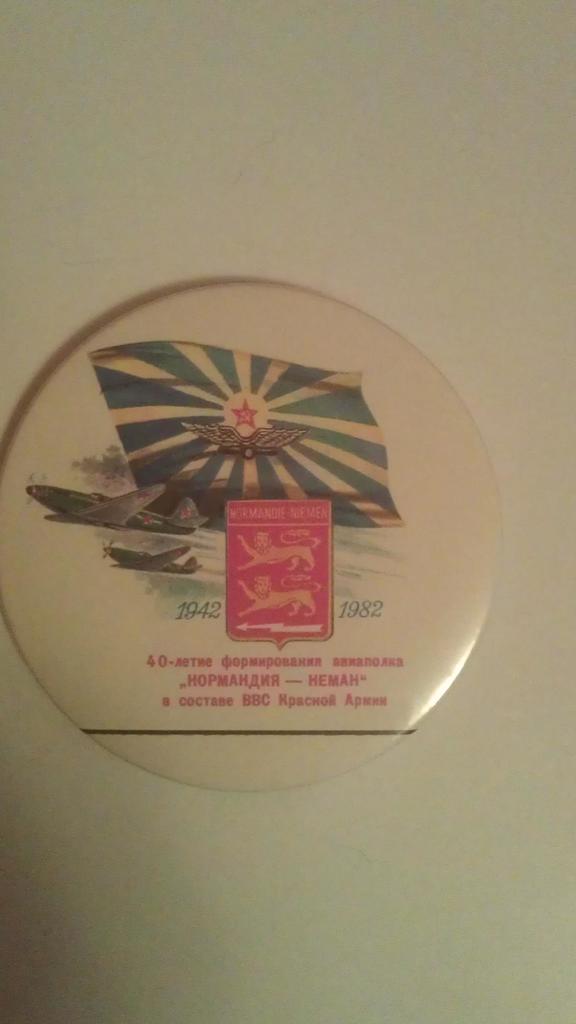 NORMANDIE-NIEMEN
1942 1982
40-летие формирования авиаполка
„НОРМАНДИЯ — НЕМАН“
в составе ВВС Красной Армии